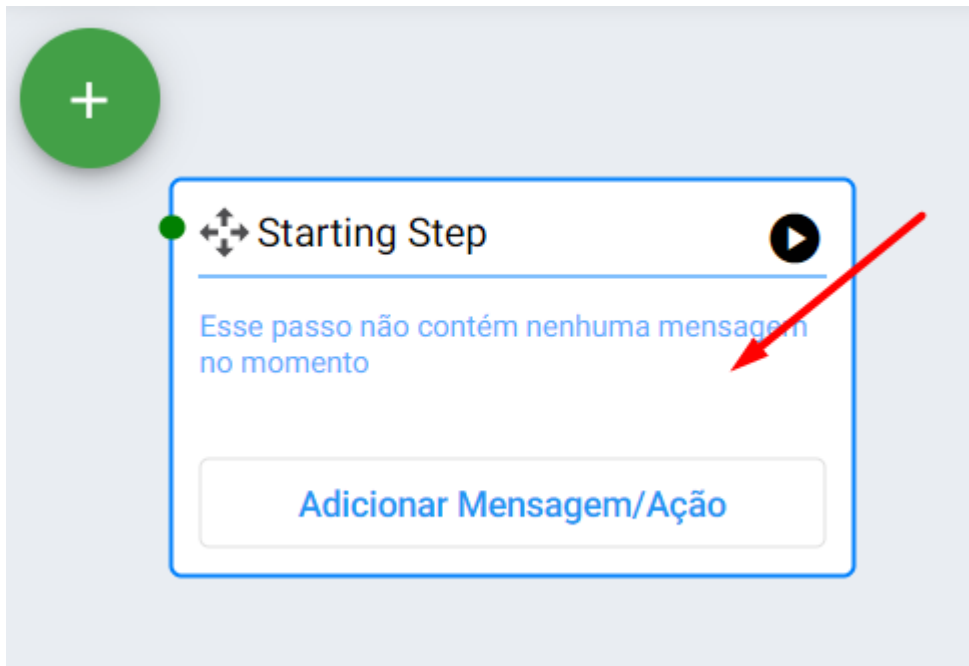 +
Starting Step
Esse passo não contém nenhuma mensagem
no momento
Adicionar Mensagem/Ação